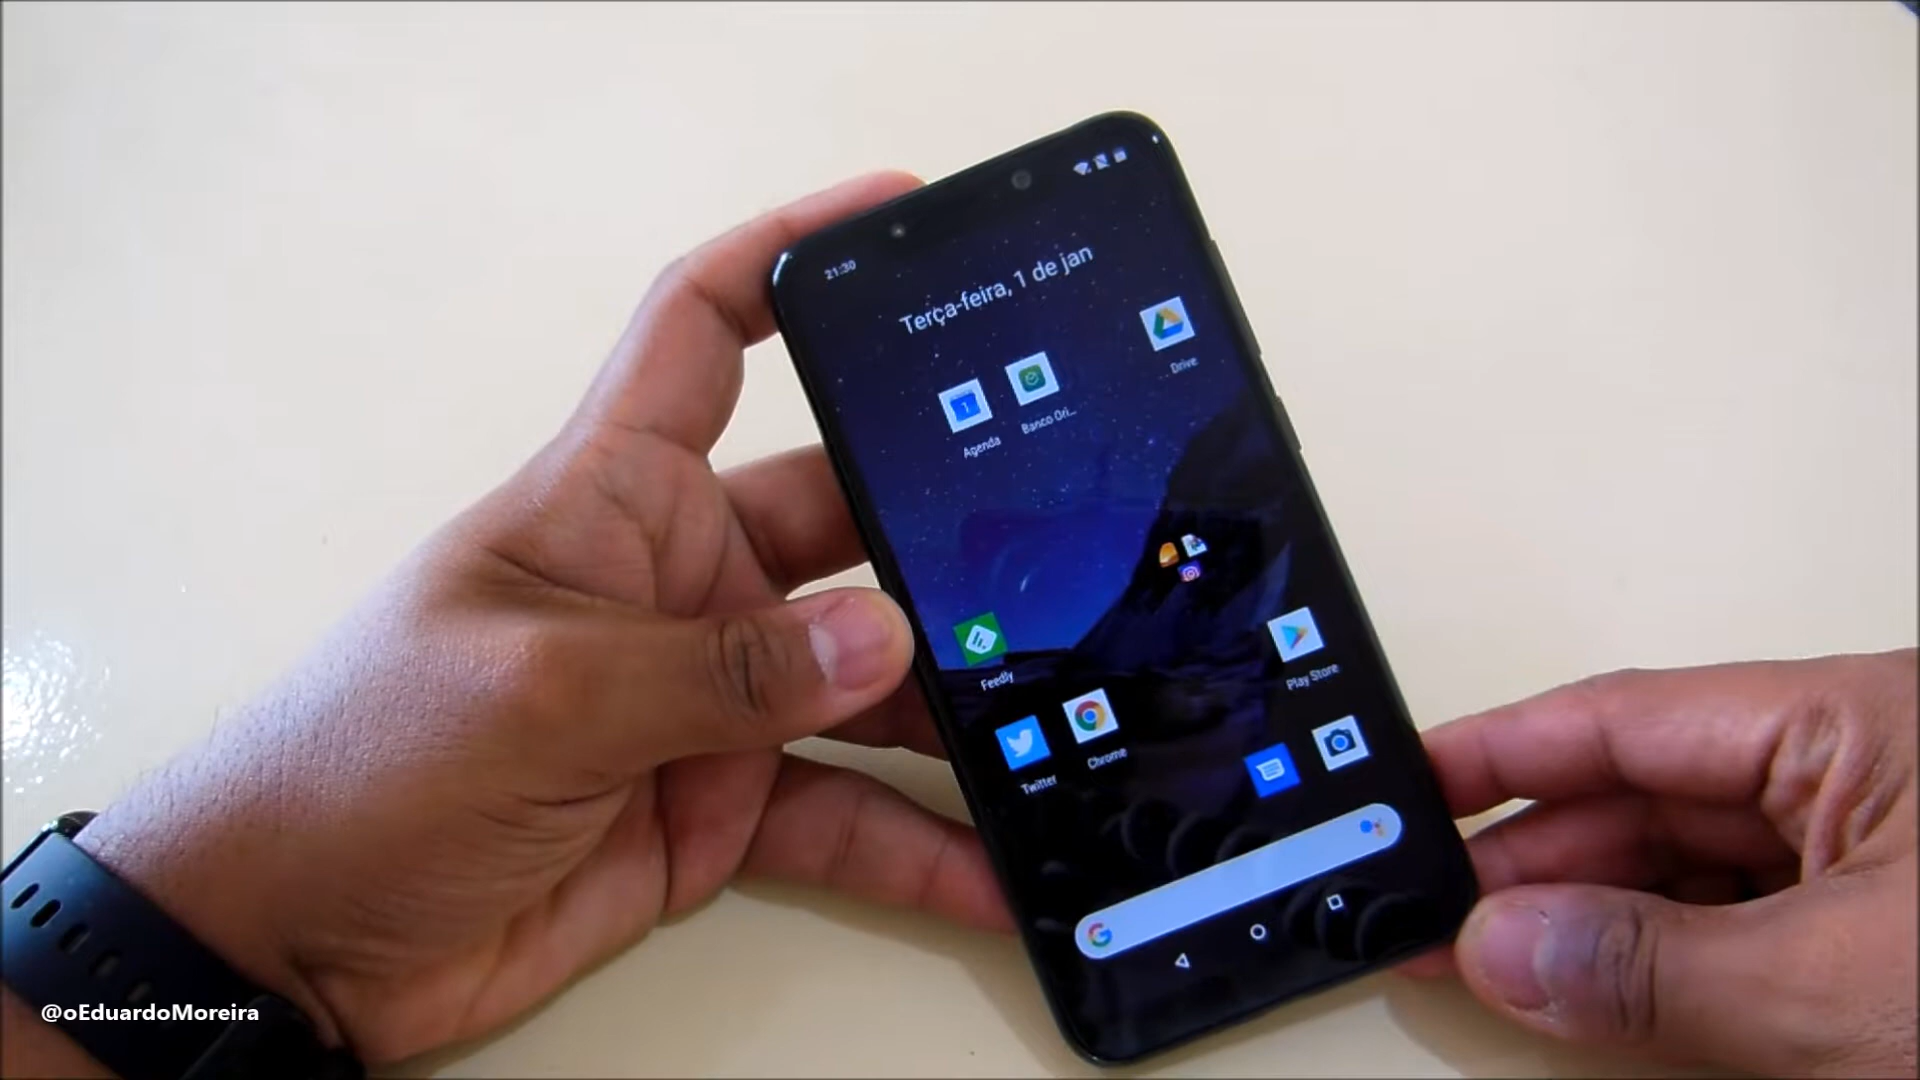 21:30
Terça-feira, 1 de jan
Drive
Agenda
Banco Ori...
Feedly
Play Store
Twitter
Chrome
@oEduardoMoreira